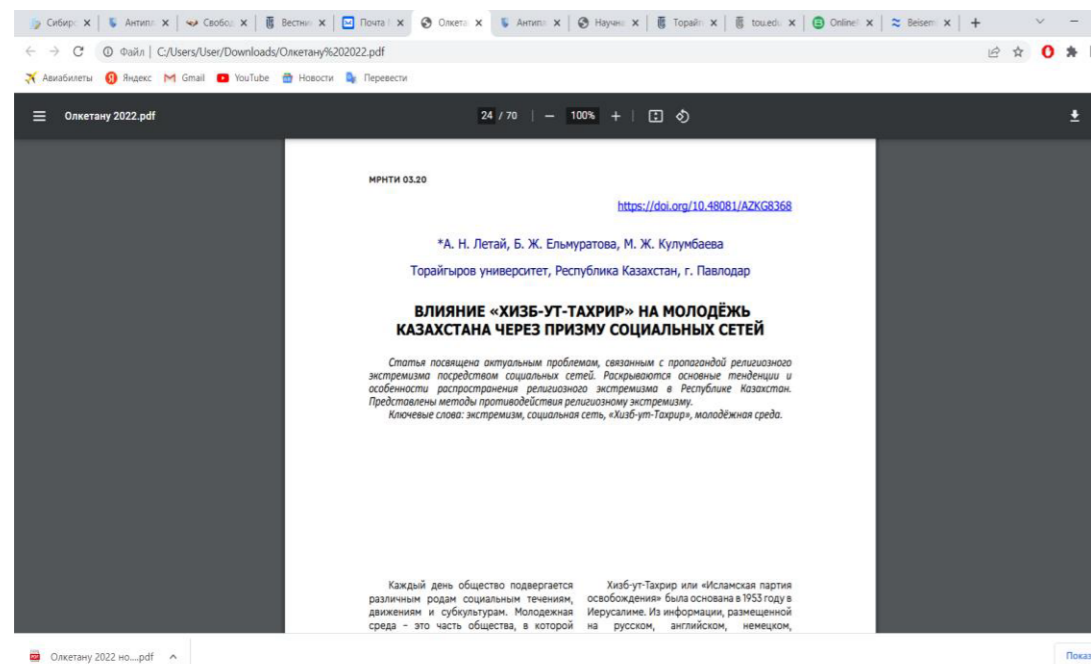 Сибирс Антипл Свобод Вестник Почта Олкета Антипл Научны Торайгы tou.edu Onlinel Beisem
Файл | C:/Users/User/Downloads/Олкетану%202022.pdf
Авиабилеты Яндекс Gmail YouTube Новости Перевести
Олкетану 2022.pdf 24 / 70 | — 100% +
МРНТИ 03.20
https://doi.org/10.48081/AZKG8368
*А. Н. Летай, Б. Ж. Ельмуратова, М. Ж. Кулумбаева
Торайгыров университет, Республика Казахстан, г. Павлодар
ВЛИЯНИЕ «ХИЗБ-УТ-ТАХРИР» НА МОЛОДЁЖЬ
КАЗАХСТАНА ЧЕРЕЗ ПРИЗМУ СОЦИАЛЬНЫХ СЕТЕЙ
Статья посвящена актуальным проблемам, связанным с пропагандой религиозного
экстремизма посредством социальных сетей. Раскрываются основные тенденции и
особенности распространения религиозного экстремизма в Республике Казахстан.
Представлены методы противодействия религиозному экстремизму.
Ключевые слова: экстремизм, социальная сеть, «Хизб-ут-Тахрир», молодёжная среда.
Каждый день общество подвергается
различным родам социальным течениям,
движениям и субкультурам. Молодежная
среда – это часть общества, в которой
Хизб-ут-Тахрир или «Исламская партия
освобождения» была основана в 1953 году в
Иерусалиме. Из информации, размещенной
на русском, английском, немецком,
Олкетану 2022 но....pdf
Показ